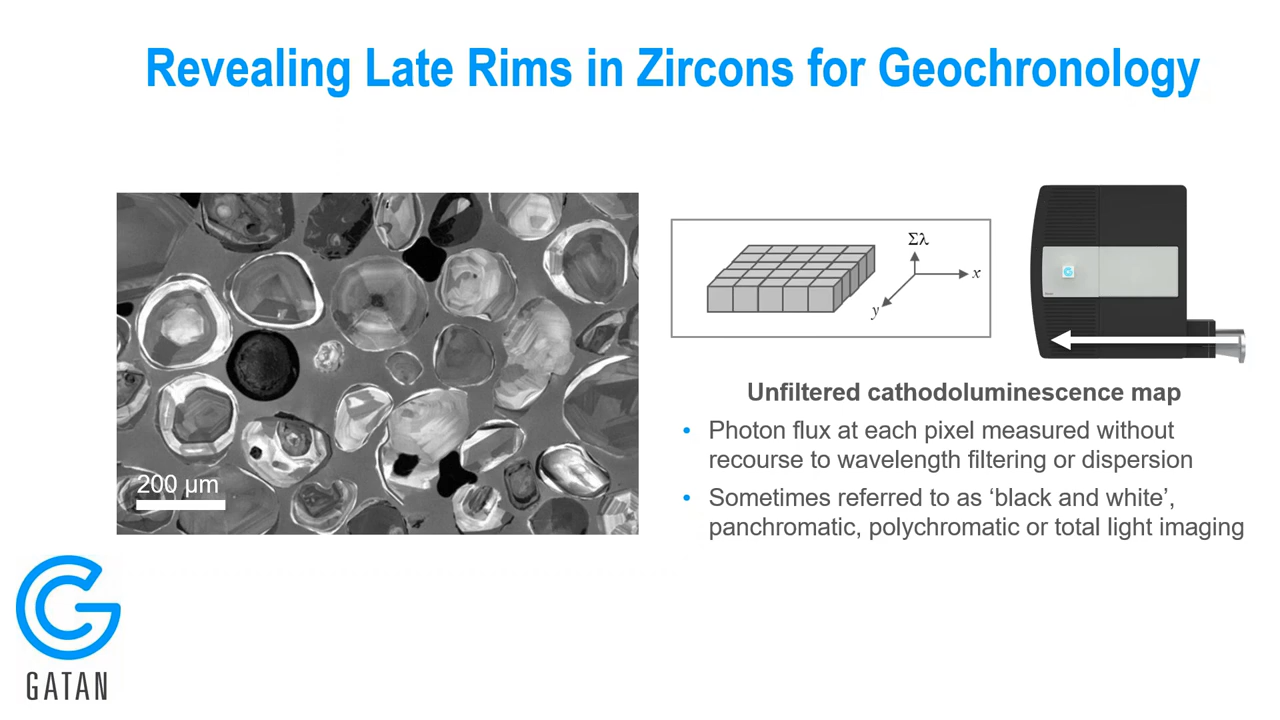 Revealing Late Rims in Zircons for Geochronology
200 µm
Σλ
x
y
Unfiltered cathodoluminescence map
• Photon flux at each pixel measured without
recourse to wavelength filtering or dispersion
• Sometimes referred to as ‘black and white’,
panchromatic, polychromatic or total light imaging
GATAN